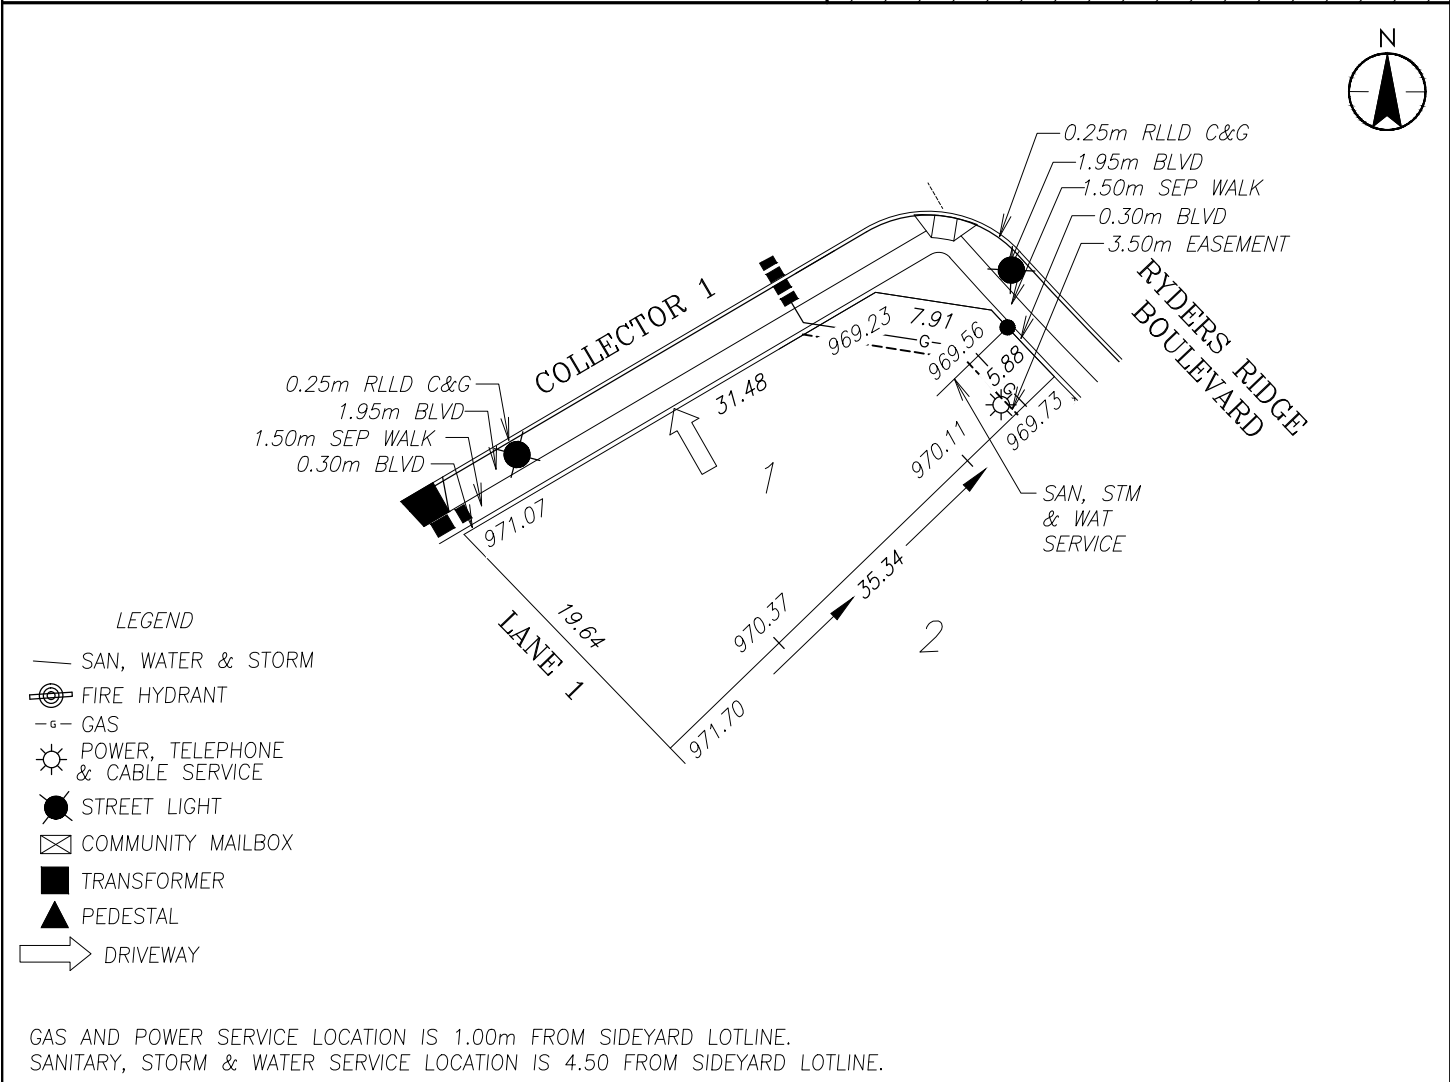 N
0.25m RLLD C&G
1.95m BLVD
1.50m SEP WALK
0.30m BLVD
3.50m EASEMENT
RYDERS RIDGE
BOULEVARD
COLLECTOR 1
969.23
7.91
G
969.56
5.88
G
969.73
31.48
0.25m RLLD C&G
1.95m BLVD
1.50m SEP WALK
0.30m BLVD
971.07
1
970.11
SAN, STM
& WAT
SERVICE
35.34
970.37
2
19.64
LANE 1
971.70
LEGEND
SAN, WATER & STORM
FIRE HYDRANT
G GAS
POWER, TELEPHONE
& CABLE SERVICE
STREET LIGHT
COMMUNITY MAILBOX
TRANSFORMER
PEDESTAL
DRIVEWAY
GAS AND POWER SERVICE LOCATION IS 1.00m FROM SIDEYARD LOTLINE.
SANITARY, STORM & WATER SERVICE LOCATION IS 4.50 FROM SIDEYARD LOTLINE.